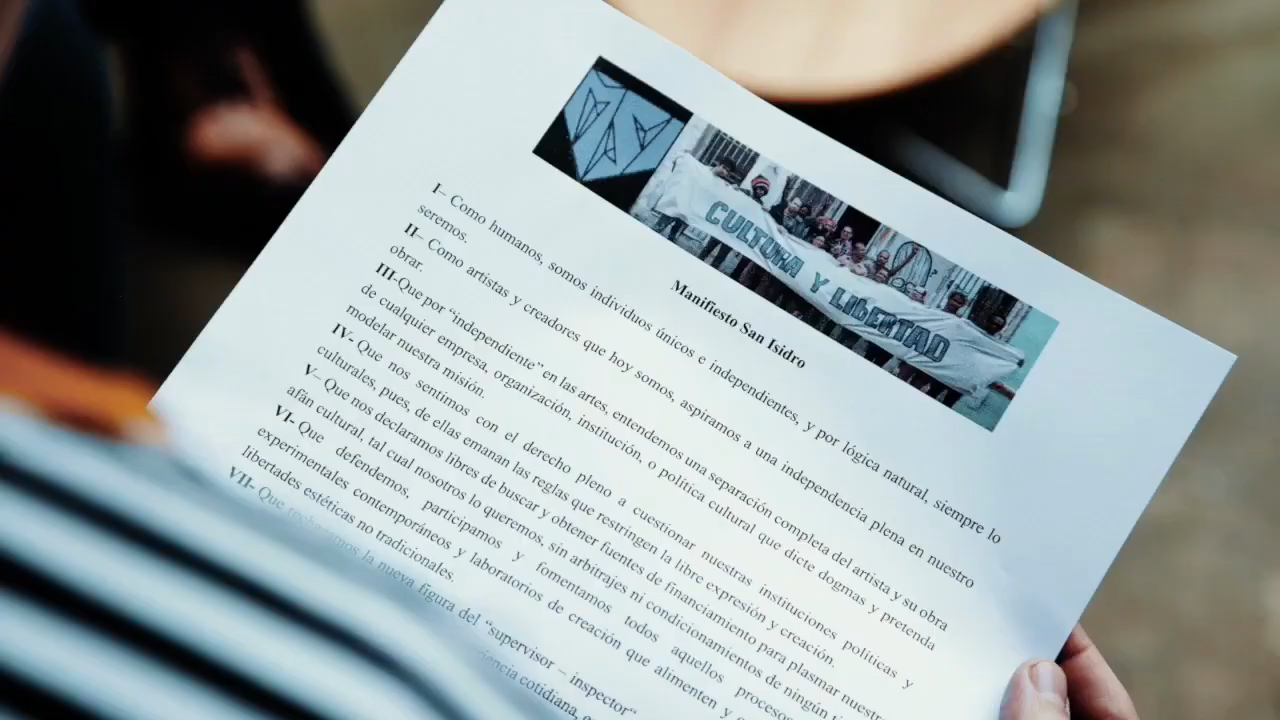 CULTURA Y LIBERTAD
Manifiesto San Isidro
I– Como humanos, somos individuos únicos e independientes, y por lógica natural, siempre lo
seremos.
II– Como artistas y creadores que hoy somos, aspiramos a una independencia plena en nuestro
obrar.
III-Que por “independiente” en las artes, entendemos una separación completa del artista y su obra
de cualquier empresa, organización, institución, o política cultural que dicte dogmas y pretenda
modelar nuestra misión.
IV- Que nos sentimos con el derecho pleno a cuestionar nuestras instituciones políticas y
culturales, pues, de ellas emanan las reglas que restringen la libre expresión y creación.
V– Que nos declaramos libres de buscar y obtener fuentes de financiamiento para plasmar nuestro
afán cultural, tal cual nosotros lo queremos, sin arbitrajes ni condicionamientos de ningún
VI- Que defendemos, participamos y fomentamos todos aquellos procesos
experimentales contemporáneos y laboratorios de creación que alimenten y
libertades estéticas no tradicionales.
VII- Que rechazamos la nueva figura del “supervisor – inspector“
cotidiana,